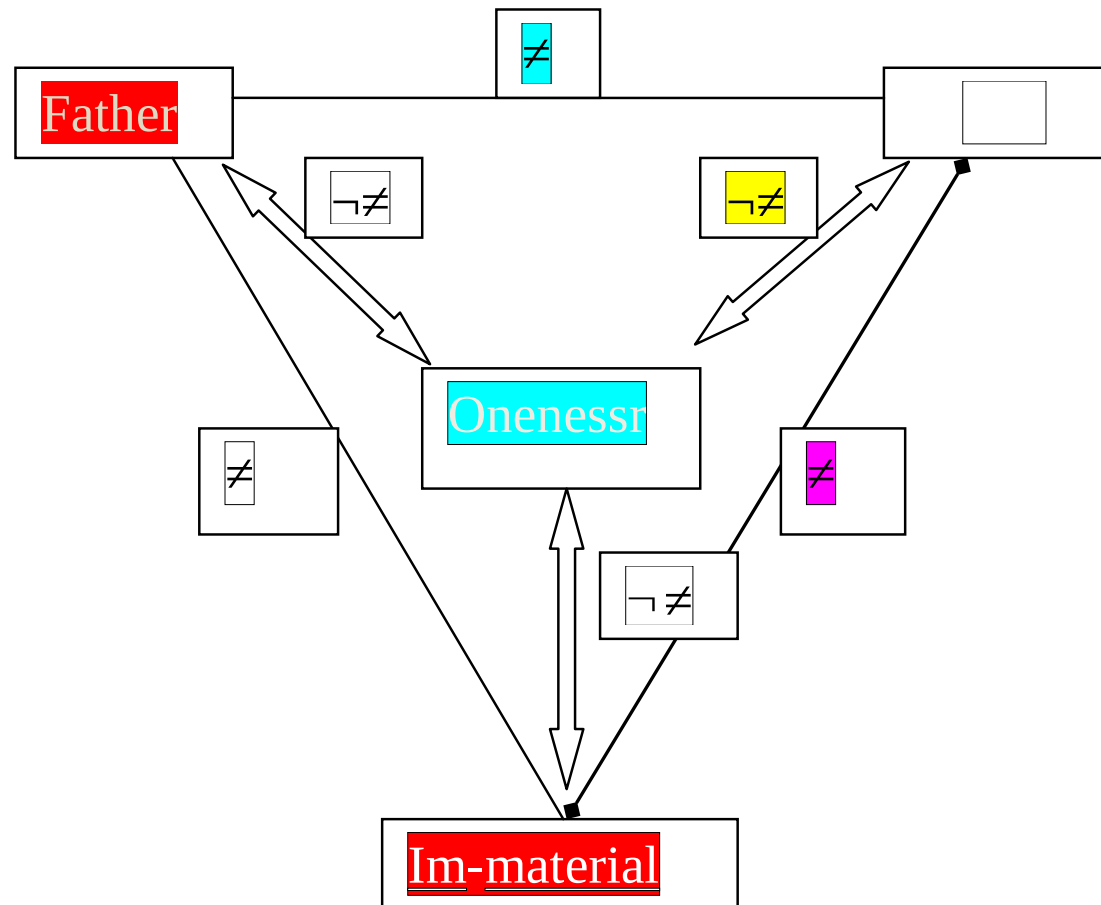 ≠
Father
¬≠
¬≠
Onenessr
≠
≠
¬ ≠
Im-material